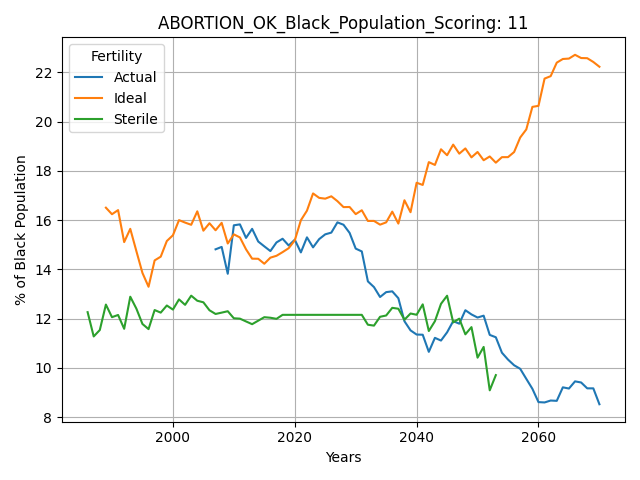 ABORTION_OK_Black_Population_Scoring: 11
Fertility
Actual
Ideal
Sterile
% of Black Population
22
20
18
16
14
12
10
8
2000 2020 2040 2060
Years